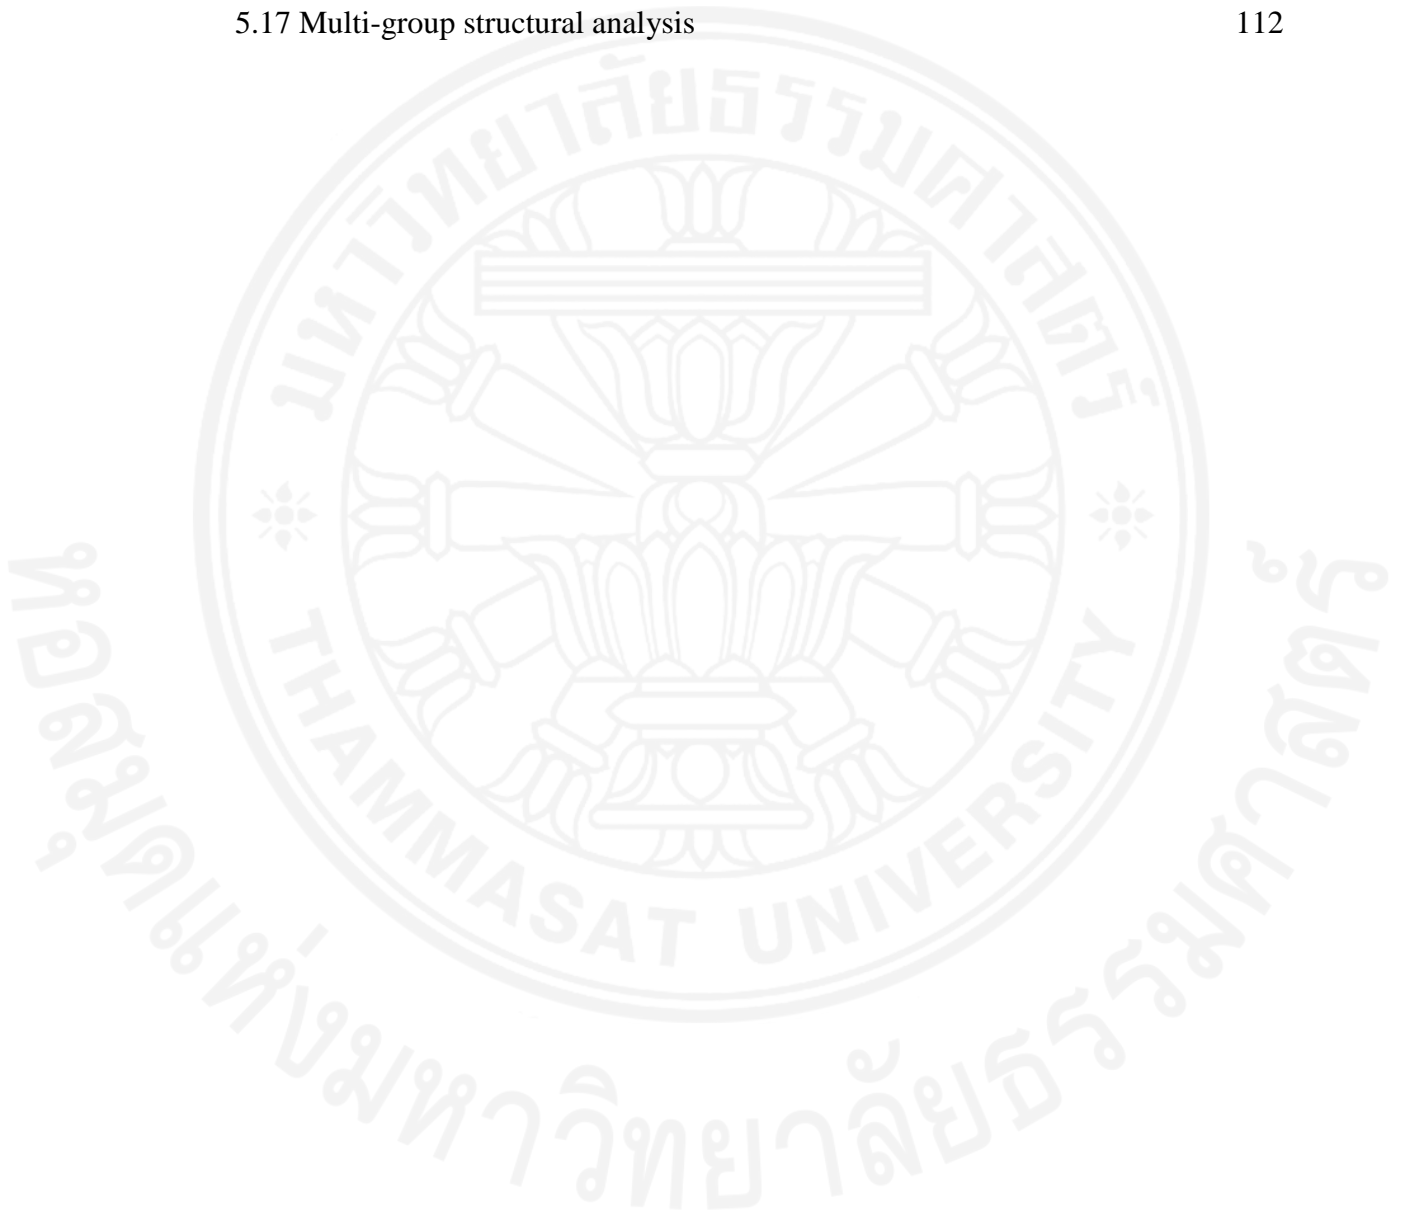 5.17 Multi-group structural analysis 112
มหาวิทยาลัยธรรมศาสตร์
THAMMASAT UNIVERSITY
หอสมุดแห่งมหาวิทยาลัยธรรมศาสตร์